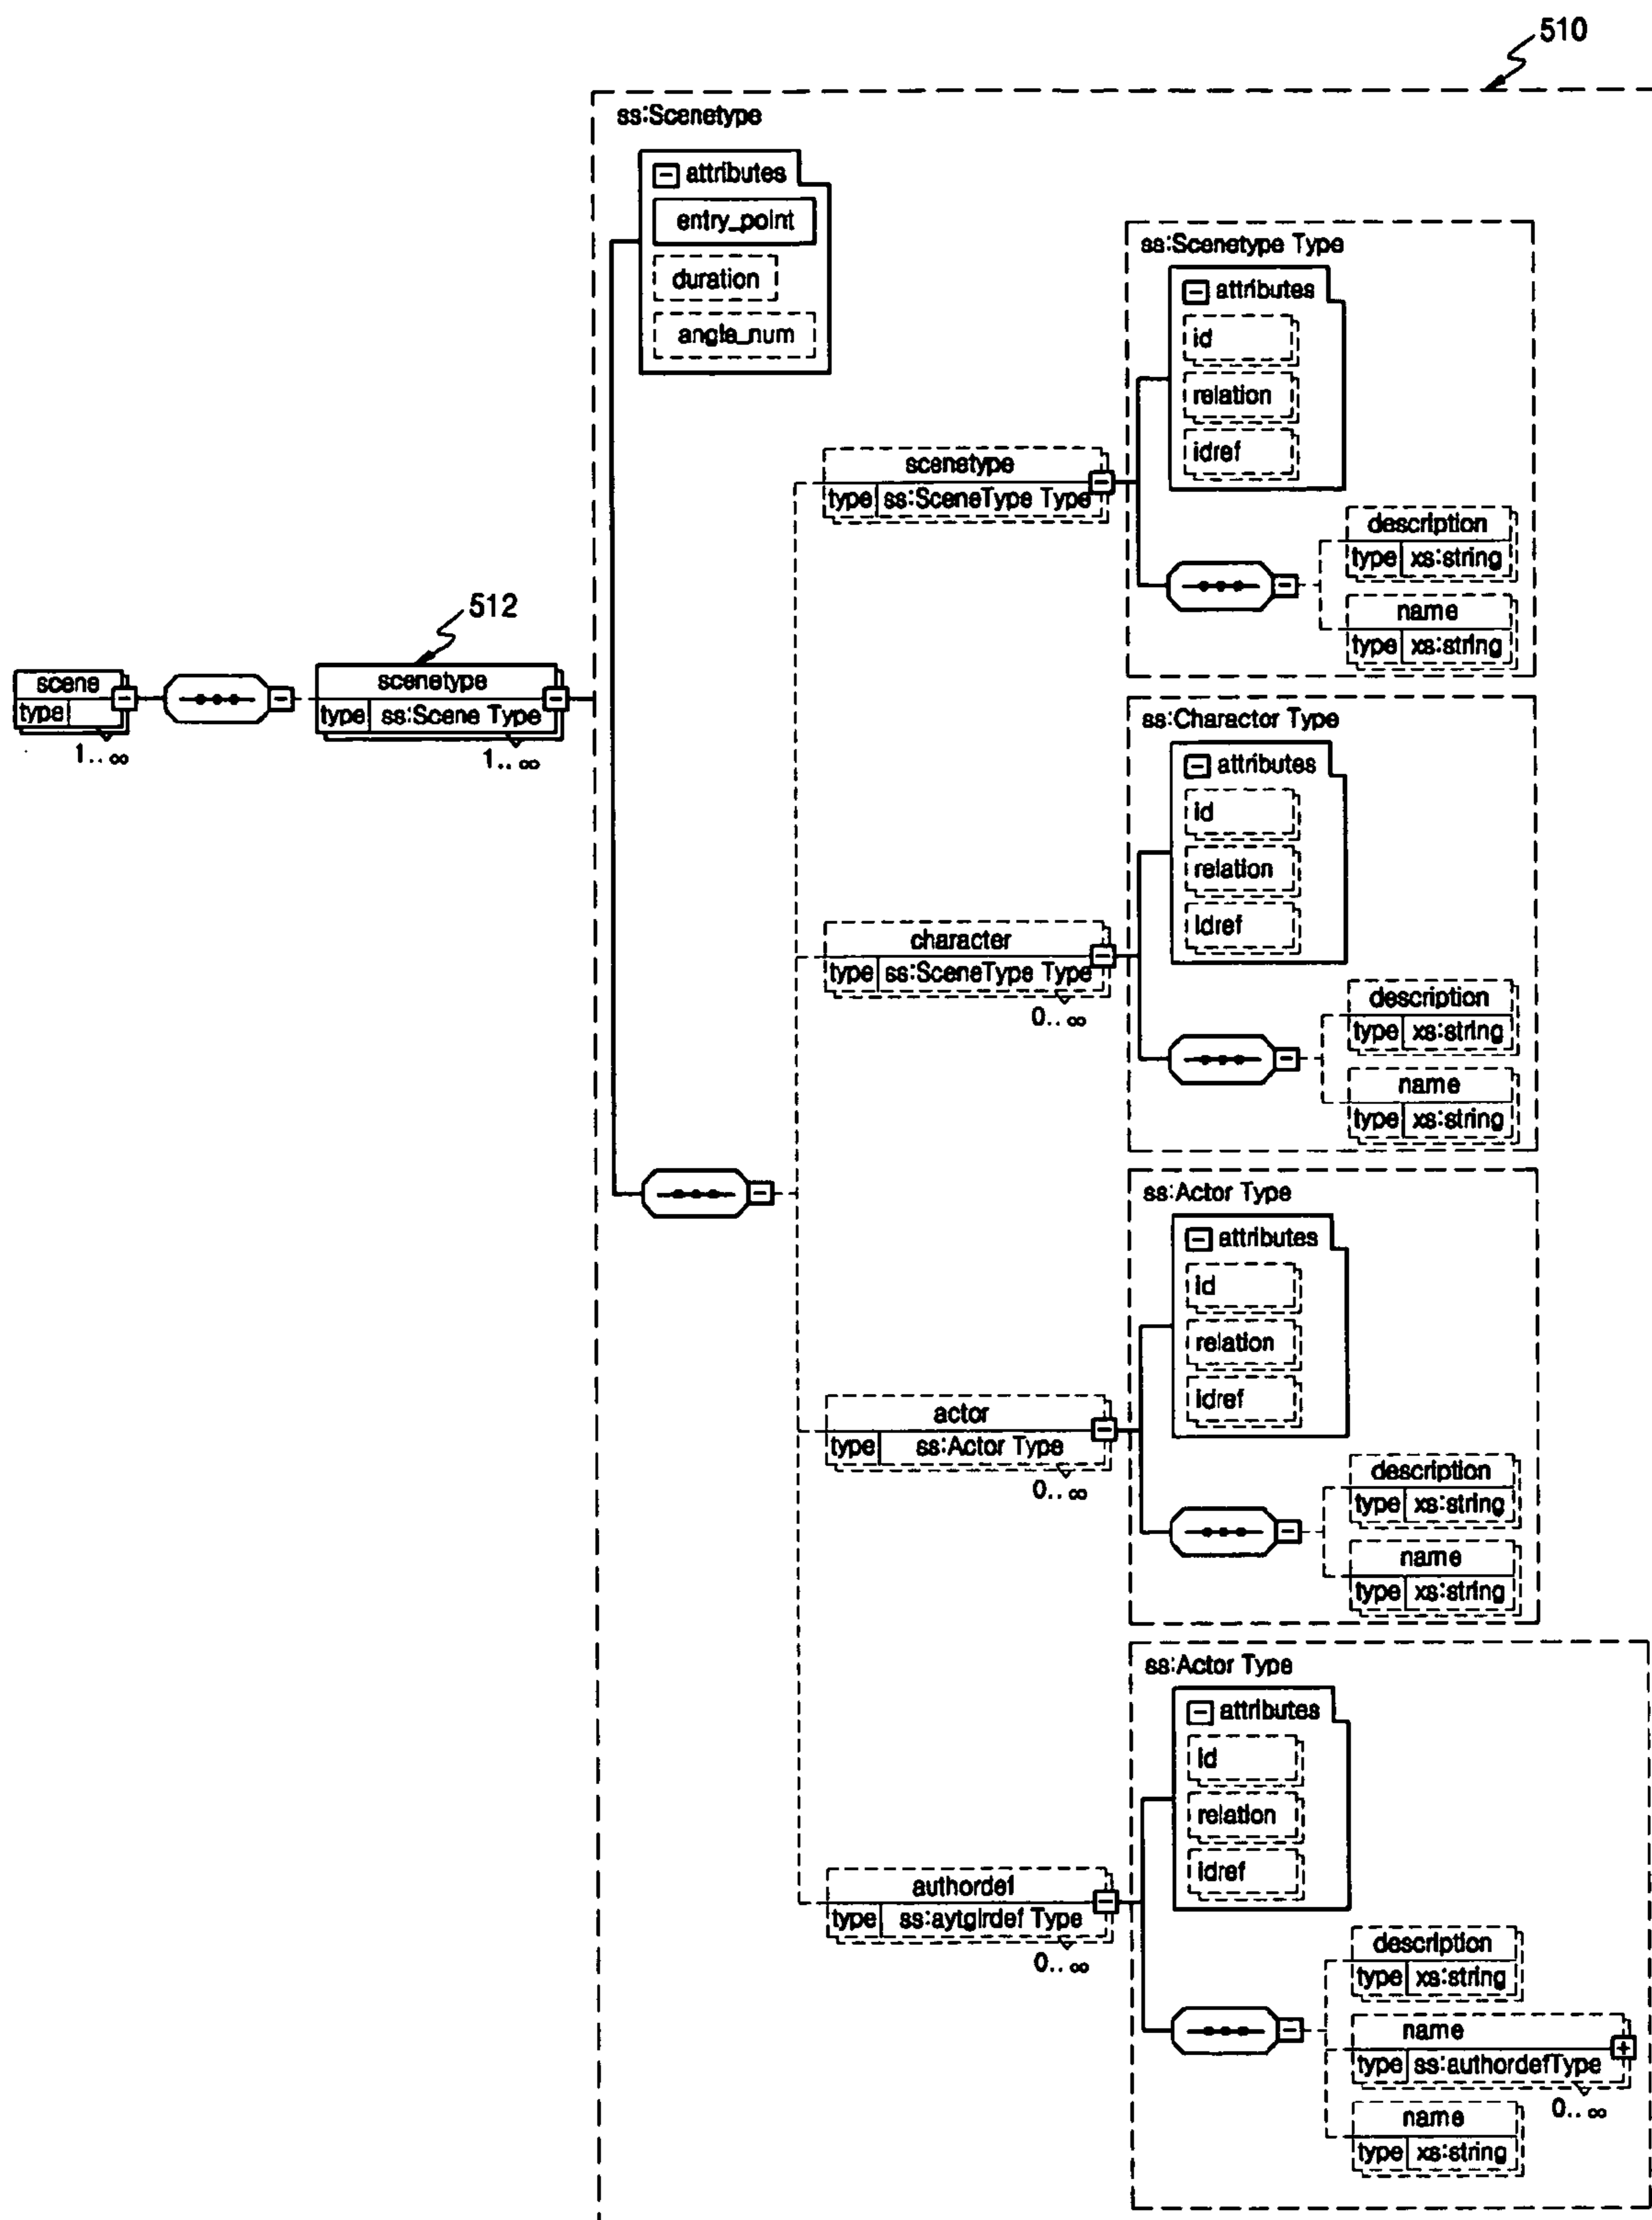 510
ss:Scenetype
attributes
entry_point
duration
angle_num
ss:Scenetype Type
attributes
id
relation
idref
scenetype
type ss:SceneType Type
description
type xs:string
name
type xs:string
512
scene
type
1..∞
scenetype
type ss:Scene Type
1..∞
ss:Charactor Type
attributes
id
relation
idref
character
type ss:SceneType Type
0..∞
description
type xs:string
name
type xs:string
ss:Actor Type
attributes
id
relation
idref
actor
type ss:Actor Type
0..∞
description
type xs:string
name
type xs:string
ss:Actor Type
attributes
id
relation
idref
authordef
type ss:aytglrdef Type
0..∞
description
type xs:string
name
type ss:authordefType
0..∞
name
type xs:string